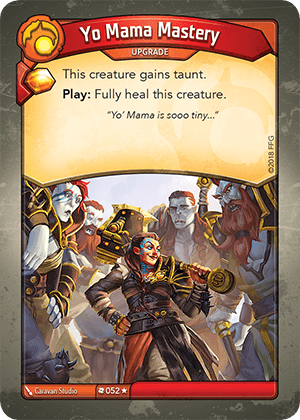 Yo Mama Mastery
UPGRADE
This creature gains taunt.
Play: Fully heal this creature.
“Yo’ Mama is sooo tiny...”
©2018 FFG
Caravan Studio
052★